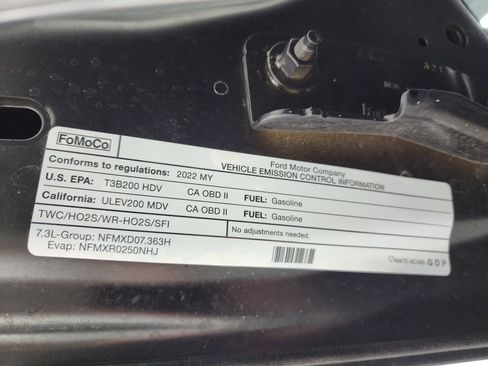 FoMoCo
Ford Motor Company
VEHICLE EMISSION CONTROL INFORMATION
Conforms to regulations: 2022 MY
U.S. EPA: T3B200 HDV CA OBD II FUEL: Gasoline
California: ULEV200 MDV CA OBD II FUEL: Gasoline
TWC/HO2S/WR-HO2S/SFI No adjustments needed.
7.3L-Group: NFMXD07.363H
Evap: NFMXR0250NHJ
GDP